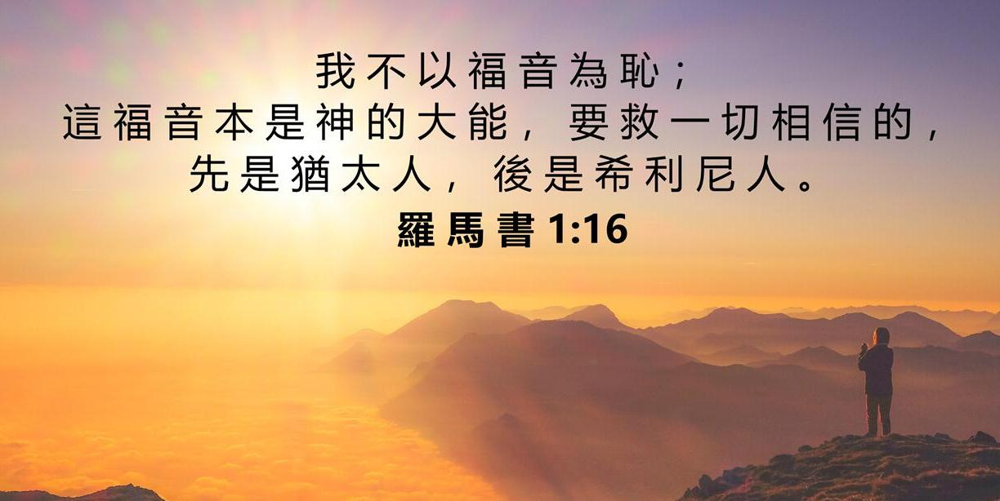 我不以福音為恥；
這福音本是神的大能，要救一切相信的，
先是猶太人，後是希利尼人。
羅馬書1:16